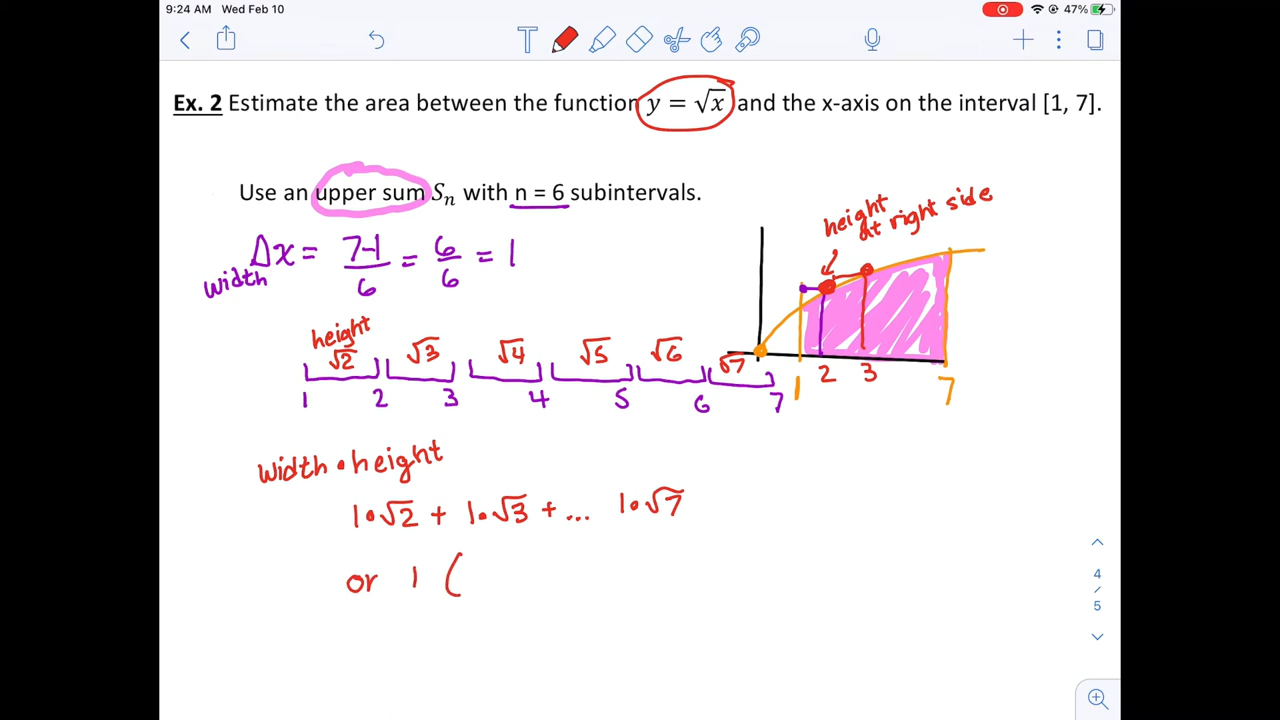 9:24 AM Wed Feb 10
47%
T
Ex. 2 Estimate the area between the function y = √x and the x-axis on the interval [1, 7].
Use an upper sum Sₙ with n = 6 subintervals.
height at right side
Δx = 7-1/6 = 6/6 = 1
width
height
√2 √3 √4 √5 √6 √7
1 2 3 4 5 6 7
1 2 3 7
width • height
1•√2 + 1•√3 + ... 1•√7
or 1 (
4
/
5